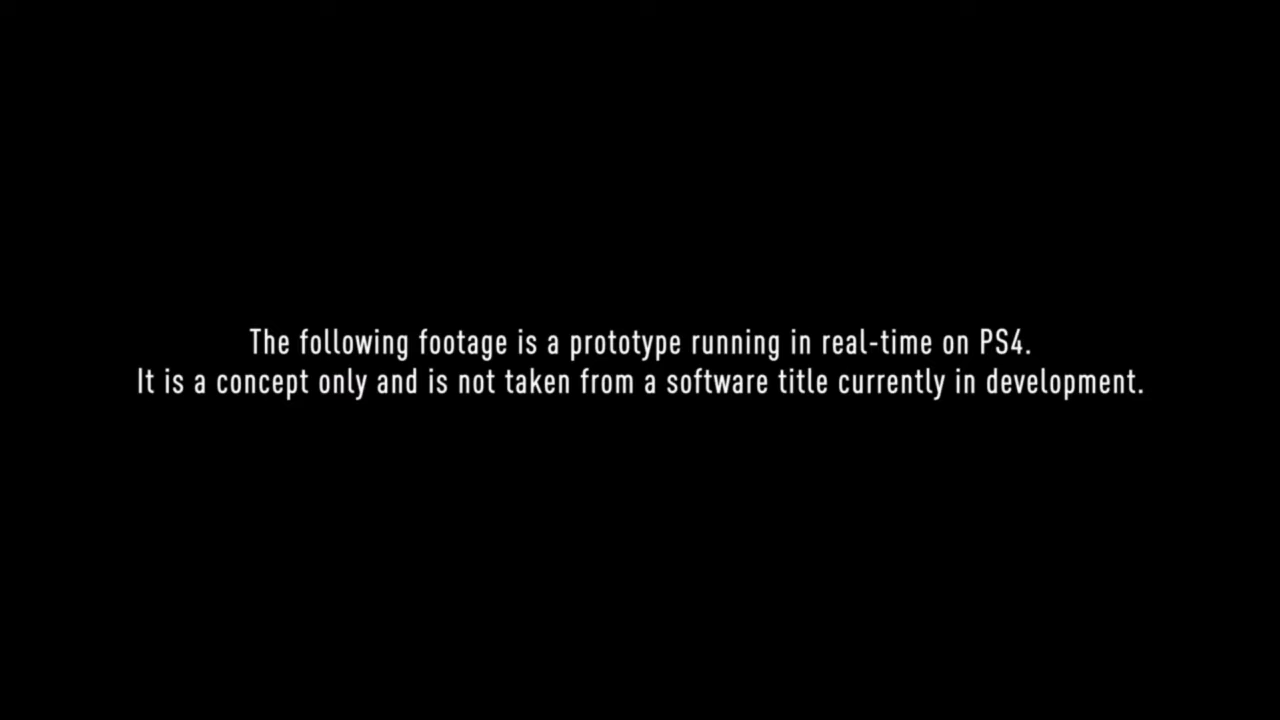 The following footage is a prototype running in real-time on PS4.
It is a concept only and is not taken from a software title currently in development.